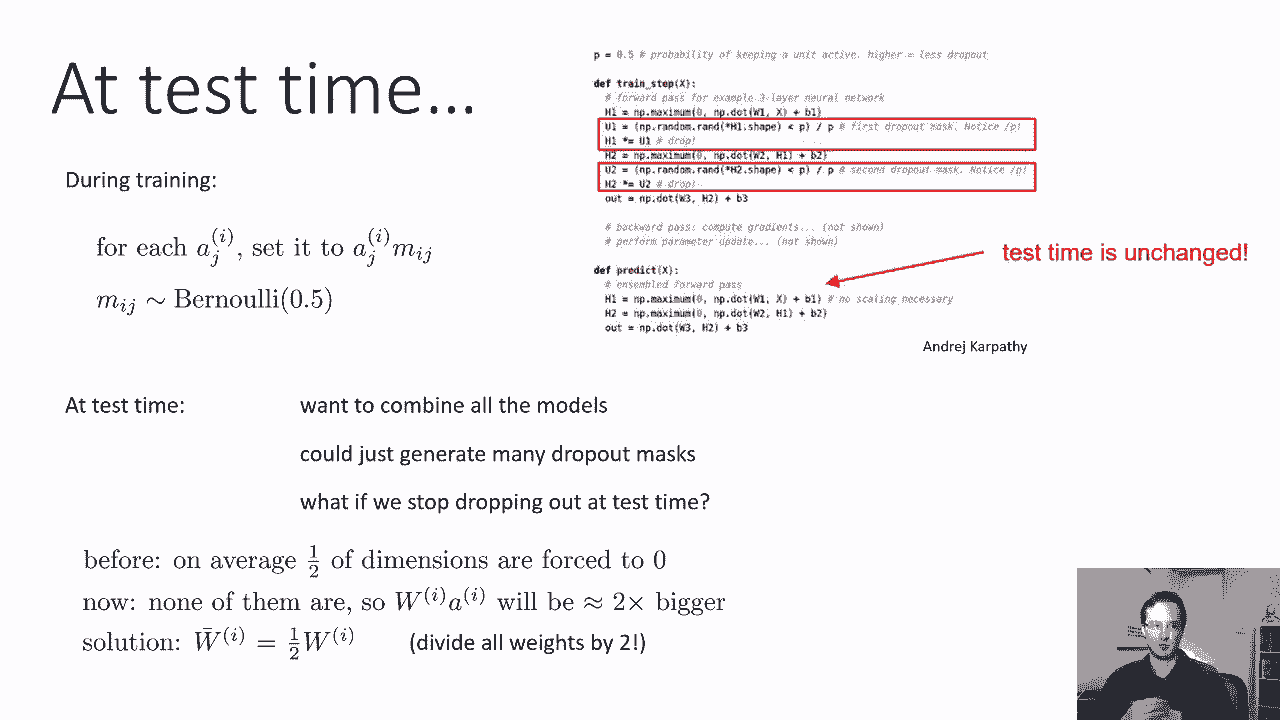 At test time...
During training:
for each a_j^{(i)}, set it to a_j^{(i)} m_{ij}
m_{ij} ∼ Bernoulli(0.5)
p = 0.5 # probability of keeping a unit active. higher = less dropout
def train_step(X):
# forward pass for example 3-layer neural network
H1 = np.maximum(0, np.dot(W1, X) + b1)
U1 = (np.random.rand(*H1.shape) < p) / p # first dropout mask. Notice /p!
H1 *= U1 # drop!
H2 = np.maximum(0, np.dot(W2, H1) + b2)
U2 = (np.random.rand(*H2.shape) < p) / p # second dropout mask. Notice /p!
H2 *= U2 # drop!
out = np.dot(W3, H2) + b3
# backward pass: compute gradients... (not shown)
# perform parameter update... (not shown)
def predict(X):
# ensembled forward pass
H1 = np.maximum(0, np.dot(W1, X) + b1) # no scaling necessary
H2 = np.maximum(0, np.dot(W2, H1) + b2)
out = np.dot(W3, H2) + b3
test time is unchanged!
Andrej Karpathy
At test time: want to combine all the models
could just generate many dropout masks
what if we stop dropping out at test time?
before: on average 1/2 of dimensions are forced to 0
now: none of them are, so W^{(i)}a^{(i)} will be ≈ 2× bigger
solution: W̄^{(i)} = 1/2 W^{(i)} (divide all weights by 2!)